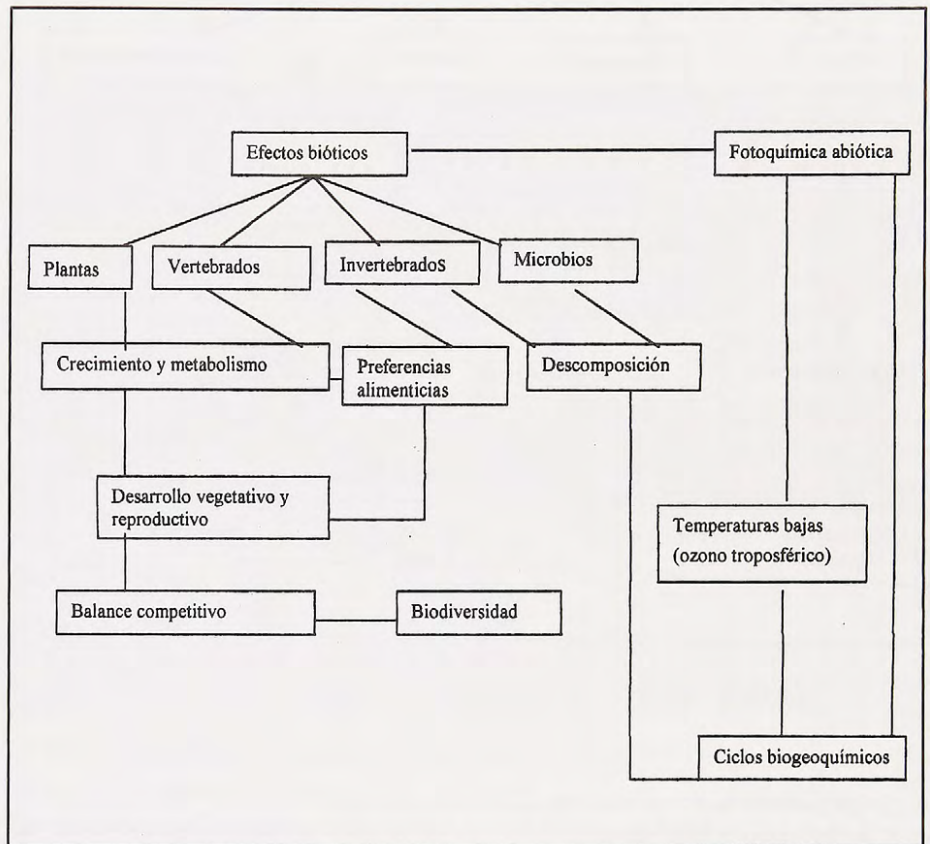 Efectos bióticos
Fotoquímica abiótica
Plantas
Vertebrados
Invertebrados
Microbios
Crecimiento y metabolismo
Preferencias
alimenticias
Descomposición
Desarrollo vegetativo y
reproductivo
Temperaturas bajas
(ozono troposférico)
Balance competitivo
Biodiversidad
Ciclos biogeoquímicos